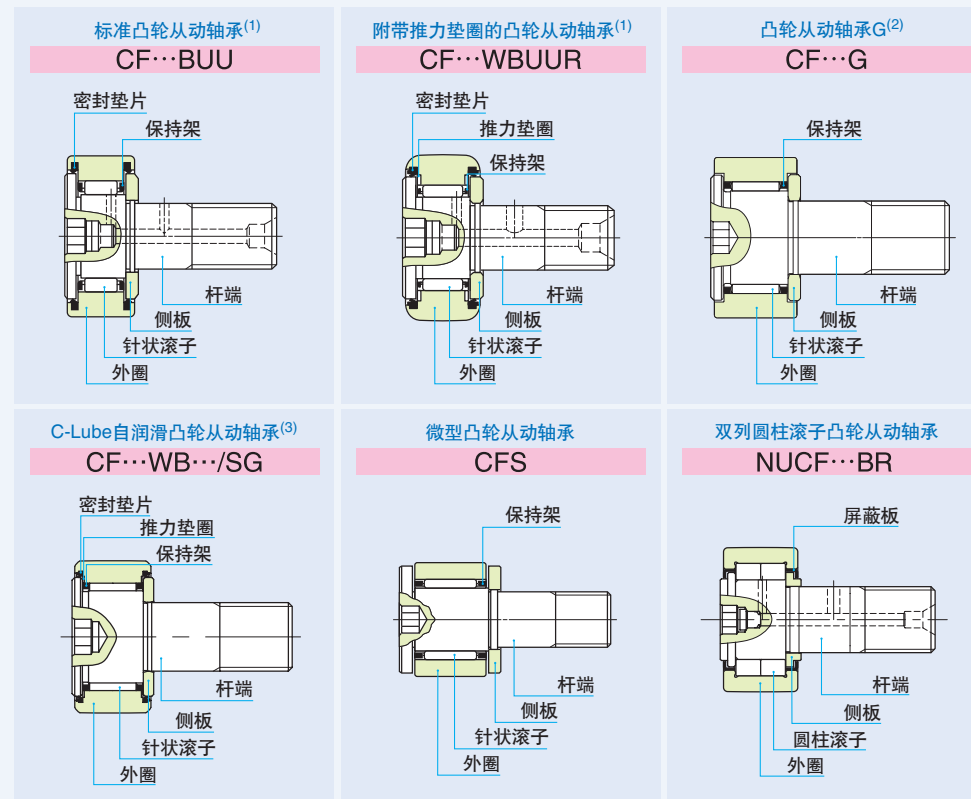 标准凸轮从动轴承(1)
CF…BUU
密封垫片
保持架
杆端
侧板
针状滚子
外圈
附带推力垫圈的凸轮从动轴承(1)
CF…WBUUR
密封垫片
推力垫圈
保持架
杆端
侧板
针状滚子
外圈
凸轮从动轴承G(2)
CF…G
保持架
杆端
侧板
针状滚子
外圈
C-Lube自润滑凸轮从动轴承(3)
CF…WB…/SG
密封垫片
推力垫圈
保持架
杆端
侧板
针状滚子
外圈
微型凸轮从动轴承
CFS
保持架
杆端
侧板
针状滚子
外圈
双列圆柱滚子凸轮从动轴承
NUCF…BR
屏蔽板
杆端
侧板
圆柱滚子
外圈